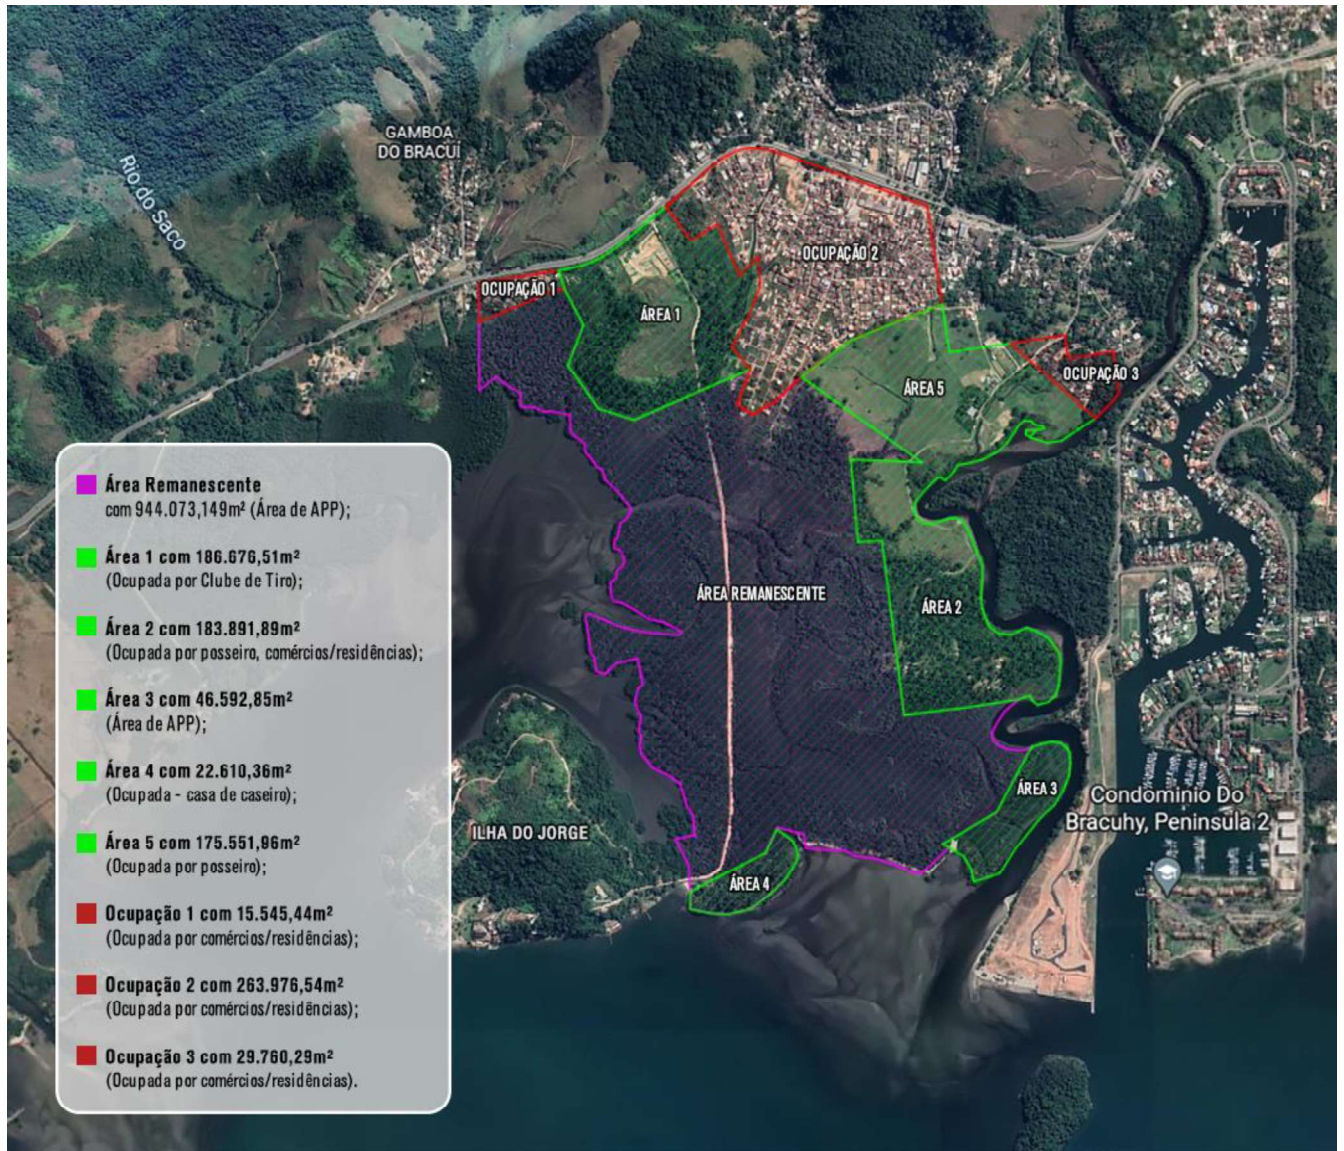 GAMBOA
DO BRACUI
Rio do Saco
OCUPAÇÃO 1
OCUPAÇÃO 2
ÁREA 1
OCUPAÇÃO 3
ÁREA 5
ÁREA REMANESCENTE
ÁREA 2
ÁREA 3
Condominio Do
Bracuhy, Peninsula 2
ILHA DO JORGE
ÁREA 4
Área Remanescente
com 944.073,149m² (Área de APP);
Área 1 com 186.676,51m²
(Ocupada por Clube de Tiro);
Área 2 com 183.891,89m²
(Ocupada por posseiro, comércios/residências);
Área 3 com 46.592,85m²
(Área de APP);
Área 4 com 22.610,36m²
(Ocupada - casa de caseiro);
Área 5 com 175.551,96m²
(Ocupada por posseiro);
Ocupação 1 com 15.545,44m²
(Ocupada por comércios/residências);
Ocupação 2 com 263.976,54m²
(Ocupada por comércios/residências);
Ocupação 3 com 29.760,29m²
(Ocupada por comércios/residências).